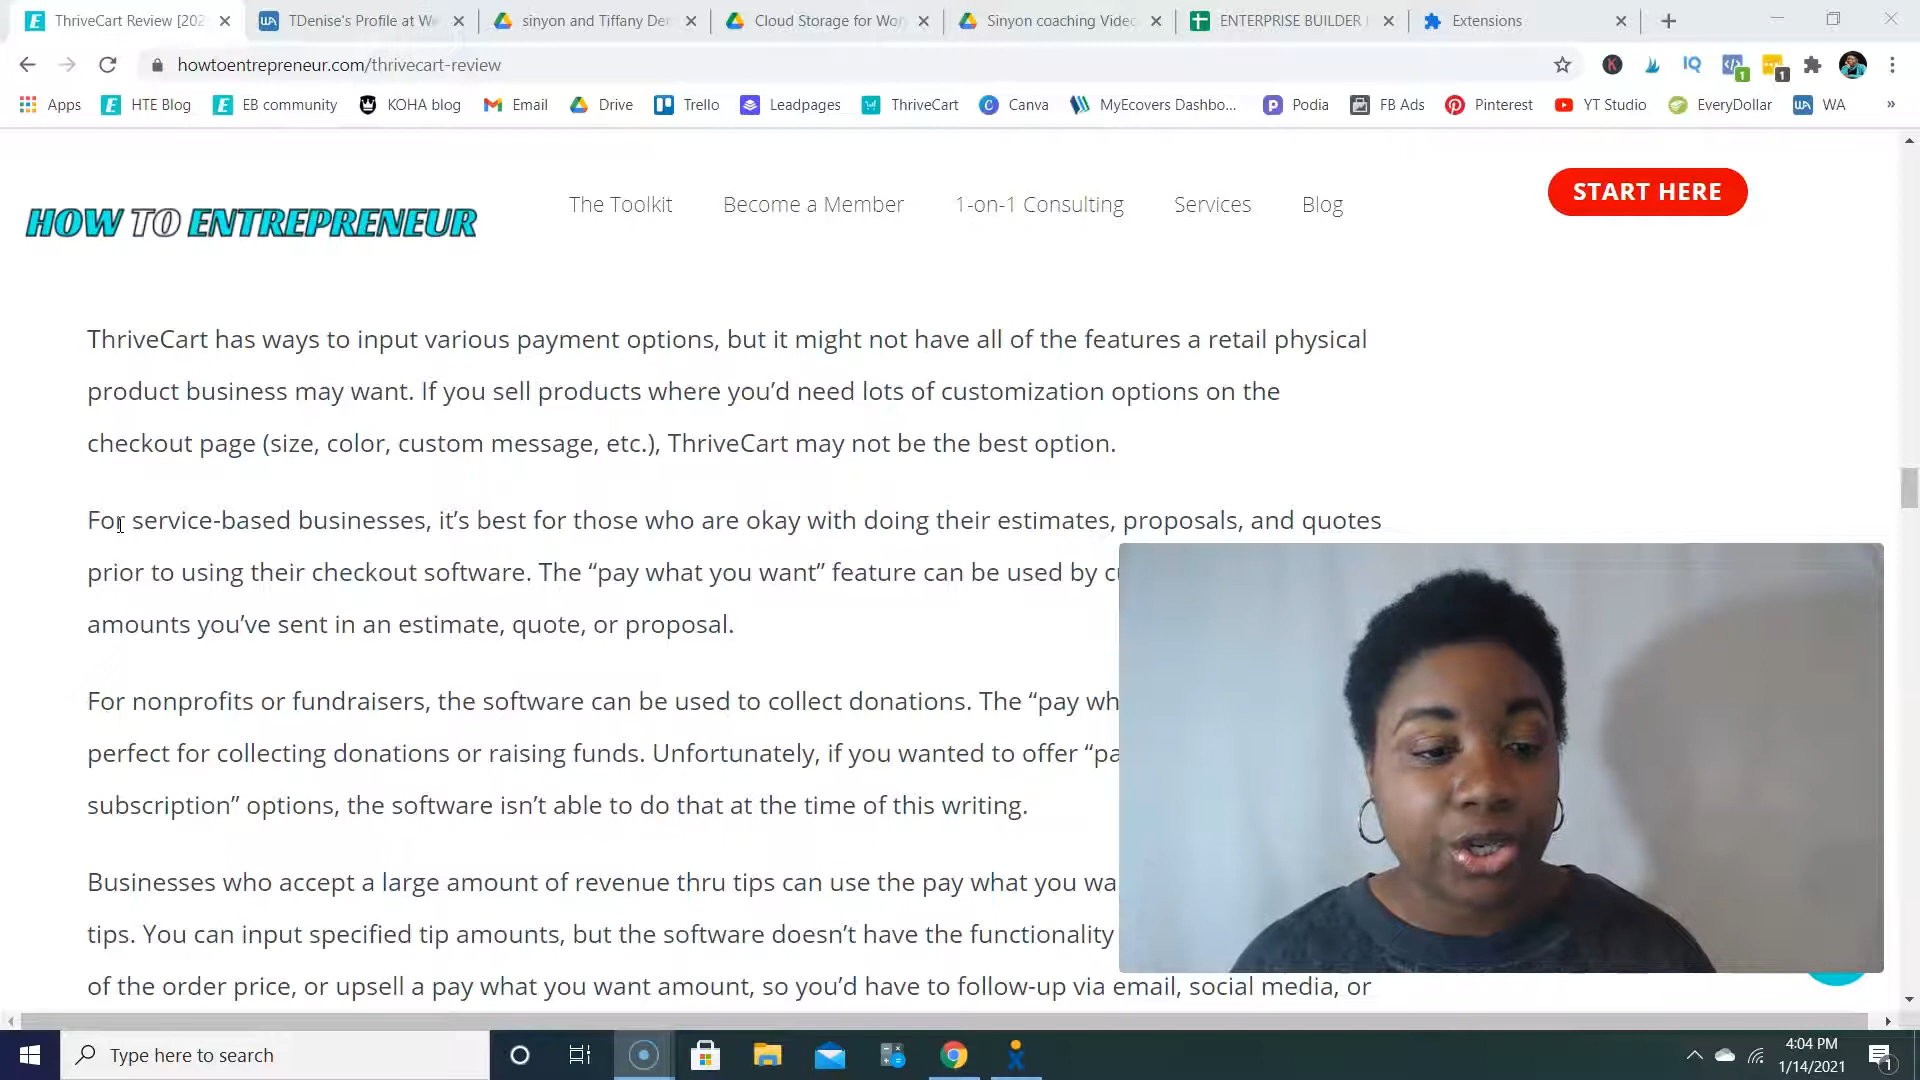 ThriveCart Review [202
TDenise's Profile at We
sinyon and Tiffany Der
Cloud Storage for Wor
Sinyon coaching Video
ENTERPRISE BUILDER
Extensions
howtoentrepreneur.com/thrivecart-review
1
1
Apps
HTE Blog
EB community
KOHA blog
Email
Drive
Trello
Leadpages
ThriveCart
Canva
MyEcovers Dashbo...
Podia
FB Ads
Pinterest
YT Studio
EveryDollar
WA
»
HOW TO ENTREPRENEUR
The Toolkit
Become a Member
1-on-1 Consulting
Services
Blog
START HERE
ThriveCart has ways to input various payment options, but it might not have all of the features a retail physical
product business may want. If you sell products where you’d need lots of customization options on the
checkout page (size, color, custom message, etc.), ThriveCart may not be the best option.
For service-based businesses, it’s best for those who are okay with doing their estimates, proposals, and quotes
prior to using their checkout software. The “pay what you want” feature can be used by cu
amounts you’ve sent in an estimate, quote, or proposal.
For nonprofits or fundraisers, the software can be used to collect donations. The “pay wh
perfect for collecting donations or raising funds. Unfortunately, if you wanted to offer “pa
subscription” options, the software isn’t able to do that at the time of this writing.
Businesses who accept a large amount of revenue thru tips can use the pay what you wa
tips. You can input specified tip amounts, but the software doesn’t have the functionality
of the order price, or upsell a pay what you want amount, so you’d have to follow-up via email, social media, or
Type here to search
4:04 PM
1/14/2021
1